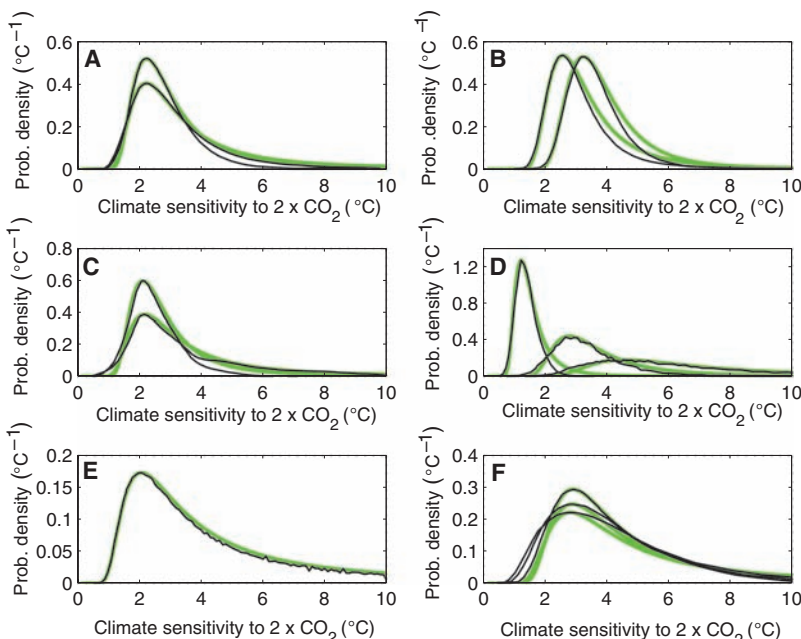 A
Prob. density (°C−1)
0.6
0.4
0.2
0
0 2 4 6 8 10
Climate sensitivity to 2 x CO2 (°C)
B
Prob .density (°C−1)
0.6
0.4
0.2
0
0 2 4 6 8 10
Climate sensitivity to 2 x CO2 (°C)
C
Prob. density (°C−1)
0.8
0.6
0.4
0.2
0
0 2 4 6 8 10
Climate sensitivity to 2 x CO2 (°C)
D
Prob. density (°C−1)
1.2
0.8
0.4
0
0 2 4 6 8 10
Climate sensitivity to 2 x CO2 (°C)
E
Prob. density (°C−1)
0.2
0.15
0.1
0.05
0
0 2 4 6 8 10
Climate sensitivity to 2 x CO2 (°C)
F
Prob. density (°C−1)
0.4
0.3
0.2
0.1
0
0 2 4 6 8 10
Climate sensitivity to 2 x CO2 (°C)